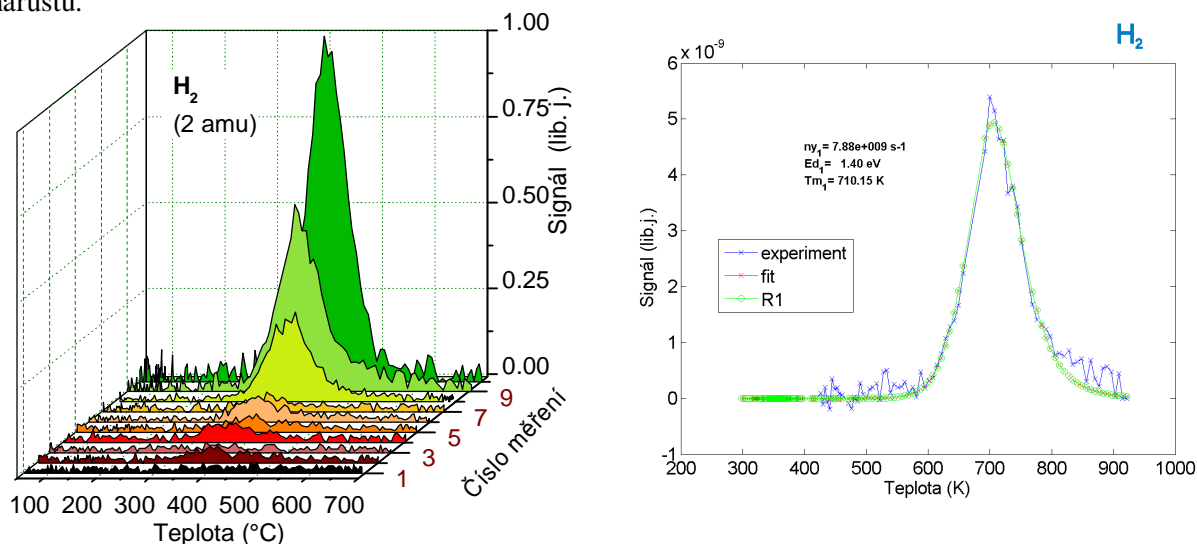 nárůstu.
H2
(2 amu)
1.00
0.75
0.50
0.25
0.00
Signál (lib. j.)
9
7
5
3
1
Číslo měření
100 200 300 400 500 600 700
Teplota (°C)
H2
x 10-9
6
5
4
3
2
1
0
-1
Signál (lib.j.)
ny1= 7.88e+009 s-1
Ed1= 1.40 eV
Tm1= 710.15 K
experiment
fit
R1
200 300 400 500 600 700 800 900 1000
Teplota (K)